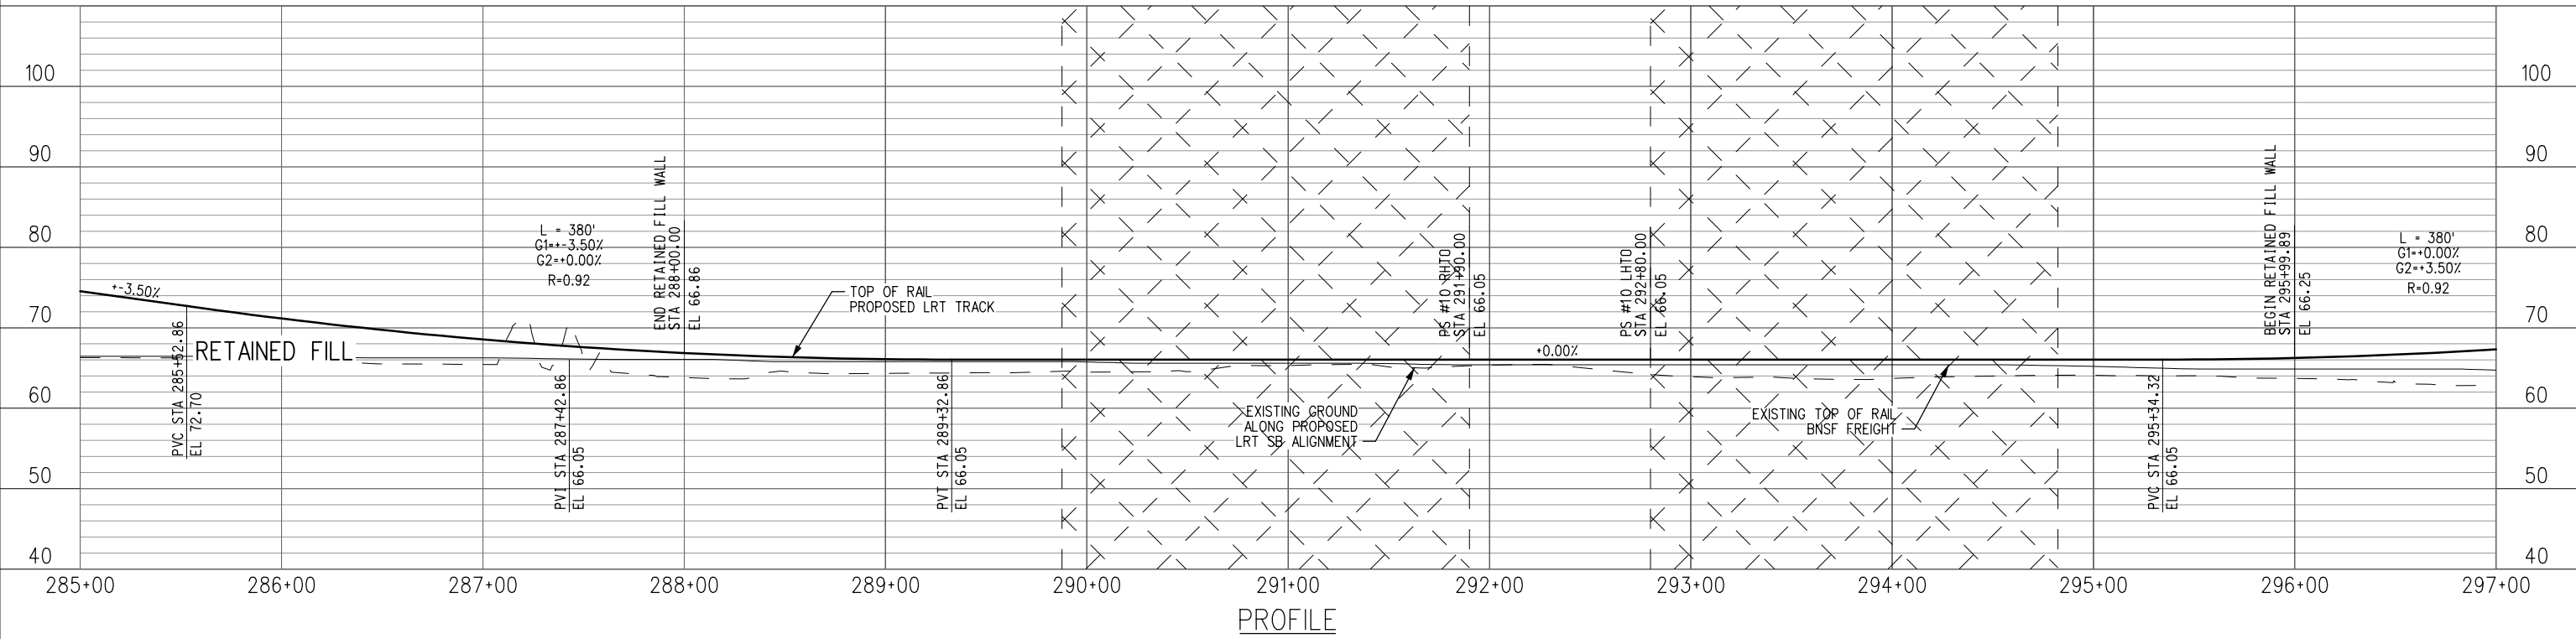 100
90
80
70
60
50
40
+-3.50%
RETAINED FILL
PVC STA 285+52.86
EL 72.70
L = 380'
G1=+-3.50%
G2=+0.00%
R=0.92
PVI STA 287+42.86
EL 66.05
END RETAINED FILL WALL
STA 288+00.00
EL 66.86
TOP OF RAIL
PROPOSED LRT TRACK
PVT STA 289+32.86
EL 66.05
EXISTING GROUND
ALONG PROPOSED
LRT SB ALIGNMENT
PS #10 RHTO
STA 291+90.00
EL 66.05
+0.00%
PS #10 LHTO
STA 292+80.00
EL 66.05
EXISTING TOP OF RAIL
BNSF FREIGHT
PVC STA 295+34.32
EL 66.05
BEGIN RETAINED FILL WALL
STA 295+99.89
EL 66.25
L = 380'
G1=+0.00%
G2=+3.50%
R=0.92
100
90
80
70
60
50
40
285+00
286+00
287+00
288+00
289+00
290+00
291+00
292+00
293+00
294+00
295+00
296+00
297+00
PROFILE